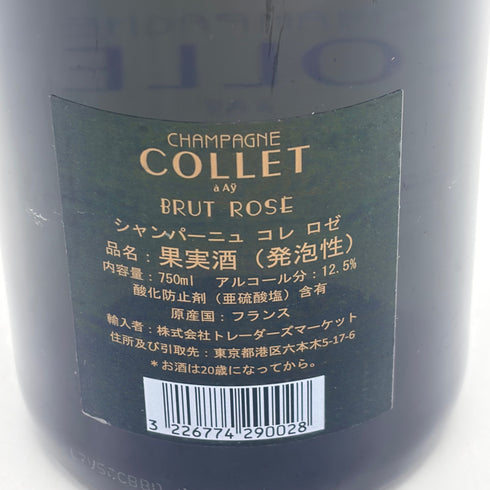 CHAMPAGNE
COLLET
à Aÿ
BRUT ROSÉ
シャンパーニュ コレ ロゼ
品名：果実酒（発泡性）
内容量：750ml アルコール分：12.5%
酸化防止剤（亜硫酸塩）含有
原産国：フランス
輸入者：株式会社トレーダーズマーケット
住所及び引取先：東京都港区六本木5-17-6
＊お酒は20歳になってから。
3 226774 290028